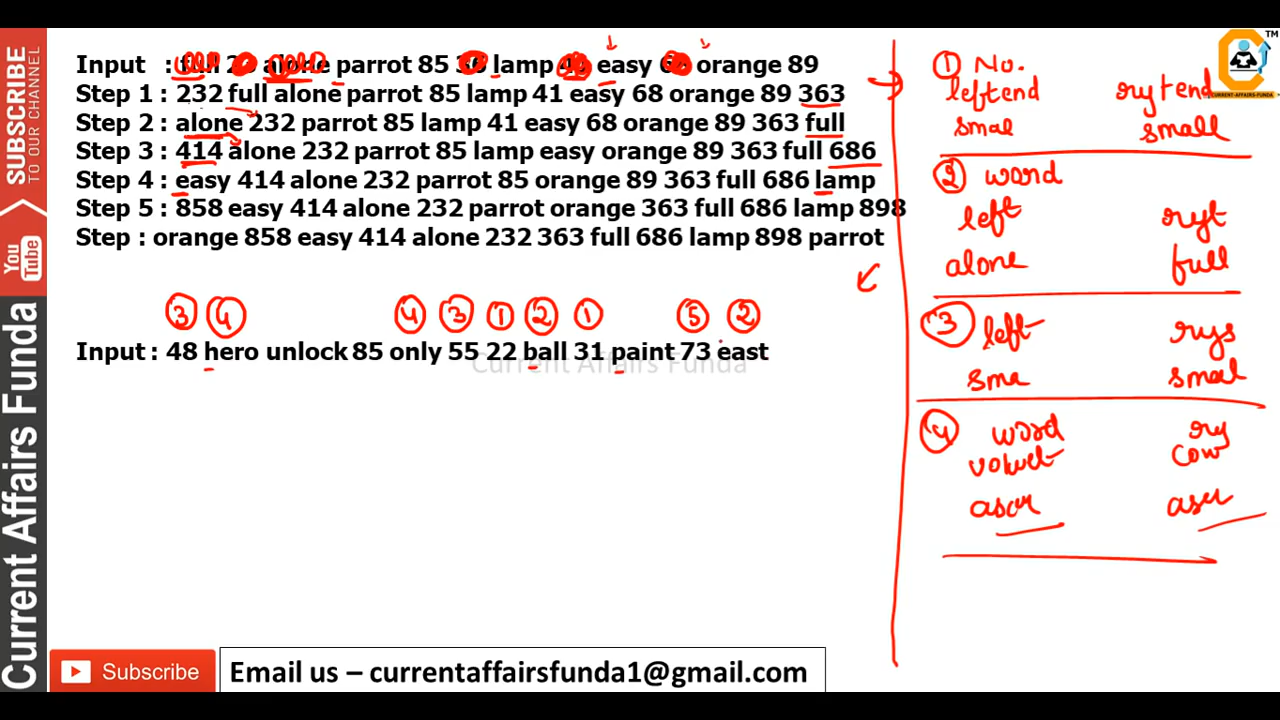 Input : full alone parrot 85 36 lamp easy orange 89
Step 1 : 232 full alone parrot 85 lamp 41 easy 68 orange 89 363
Step 2 : alone 232 parrot 85 lamp 41 easy 68 orange 89 363 full
Step 3 : 414 alone 232 parrot 85 lamp easy orange 89 363 full 686
Step 4 : easy 414 alone 232 parrot 85 orange 89 363 full 686 lamp
Step 5 : 858 easy 414 alone 232 parrot orange 363 full 686 lamp 898
Step : orange 858 easy 414 alone 232 363 full 686 lamp 898 parrot
3 4 4 3 1 2 1 5 2
Input : 48 hero unlock 85 only 55 22 ball 31 paint 73 east
Current Affairs Funda
1 No.
left end ryt end
smal small
2 word
left ryt
alone full
3 left rys
sma smal
4 word ry
cow
SUBSCRIBE
TO OUR CHANNEL
You Tube
Current Affairs Funda
TM
CURRENT-AFFAIRS-FUNDA
Subscribe
Email us – currentaffairsfunda1@gmail.com